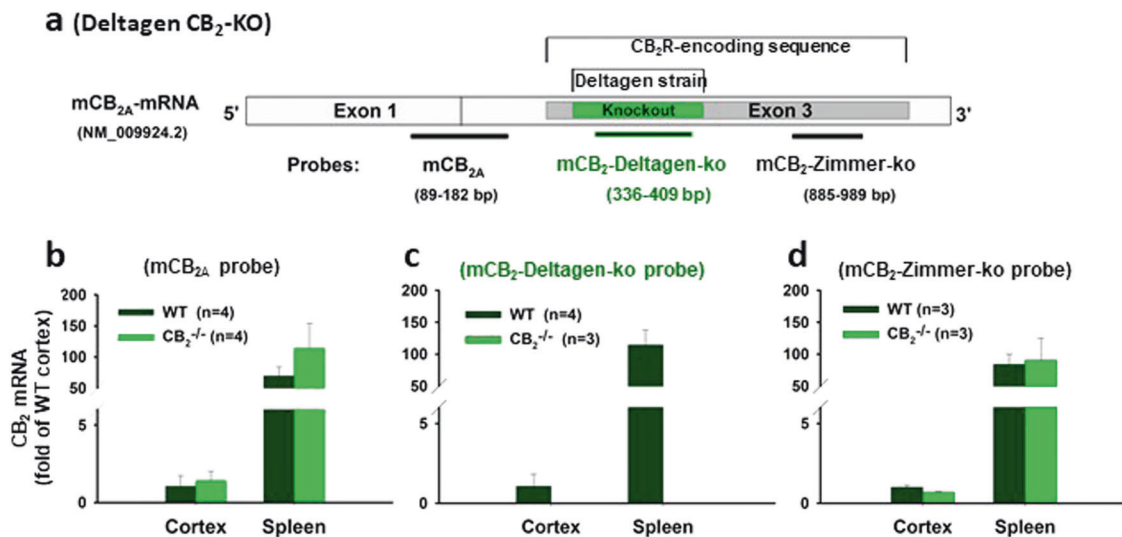 a (Deltagen CB₂-KO)
CB₂R-encoding sequence
Deltagen strain
mCB₂A-mRNA
(NM_009924.2)
5' Exon 1 Knockout Exon 3 3'
Probes: mCB₂A mCB₂-Deltagen-ko mCB₂-Zimmer-ko
(89-182 bp) (336-409 bp) (885-989 bp)
b (mCB₂A probe)
CB₂ mRNA
(fold of WT cortex)
200
150
100
50
5
0
WT (n=4)
CB₂⁻/⁻ (n=4)
Cortex Spleen
c (mCB₂-Deltagen-ko probe)
200
150
100
50
5
0
WT (n=4)
CB₂⁻/⁻ (n=3)
Cortex Spleen
d (mCB₂-Zimmer-ko probe)
200
150
100
50
5
0
WT (n=3)
CB₂⁻/⁻ (n=3)
Cortex Spleen